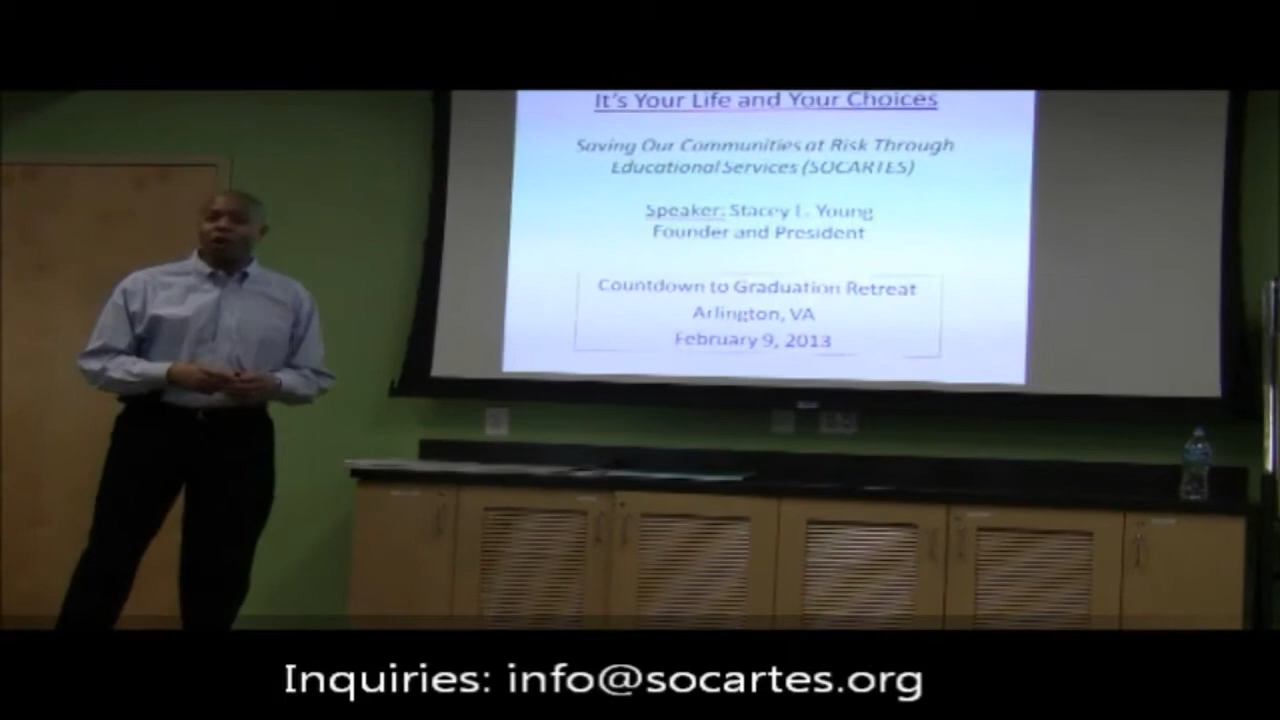 It's Your Life and Your Choices
Saving Our Communities at Risk Through
Educational Services (SOCARTES)
Speaker: Stacey L. Young
Founder and President
Countdown to Graduation Retreat
Arlington, VA
February 9, 2013
Inquiries: info@socartes.org